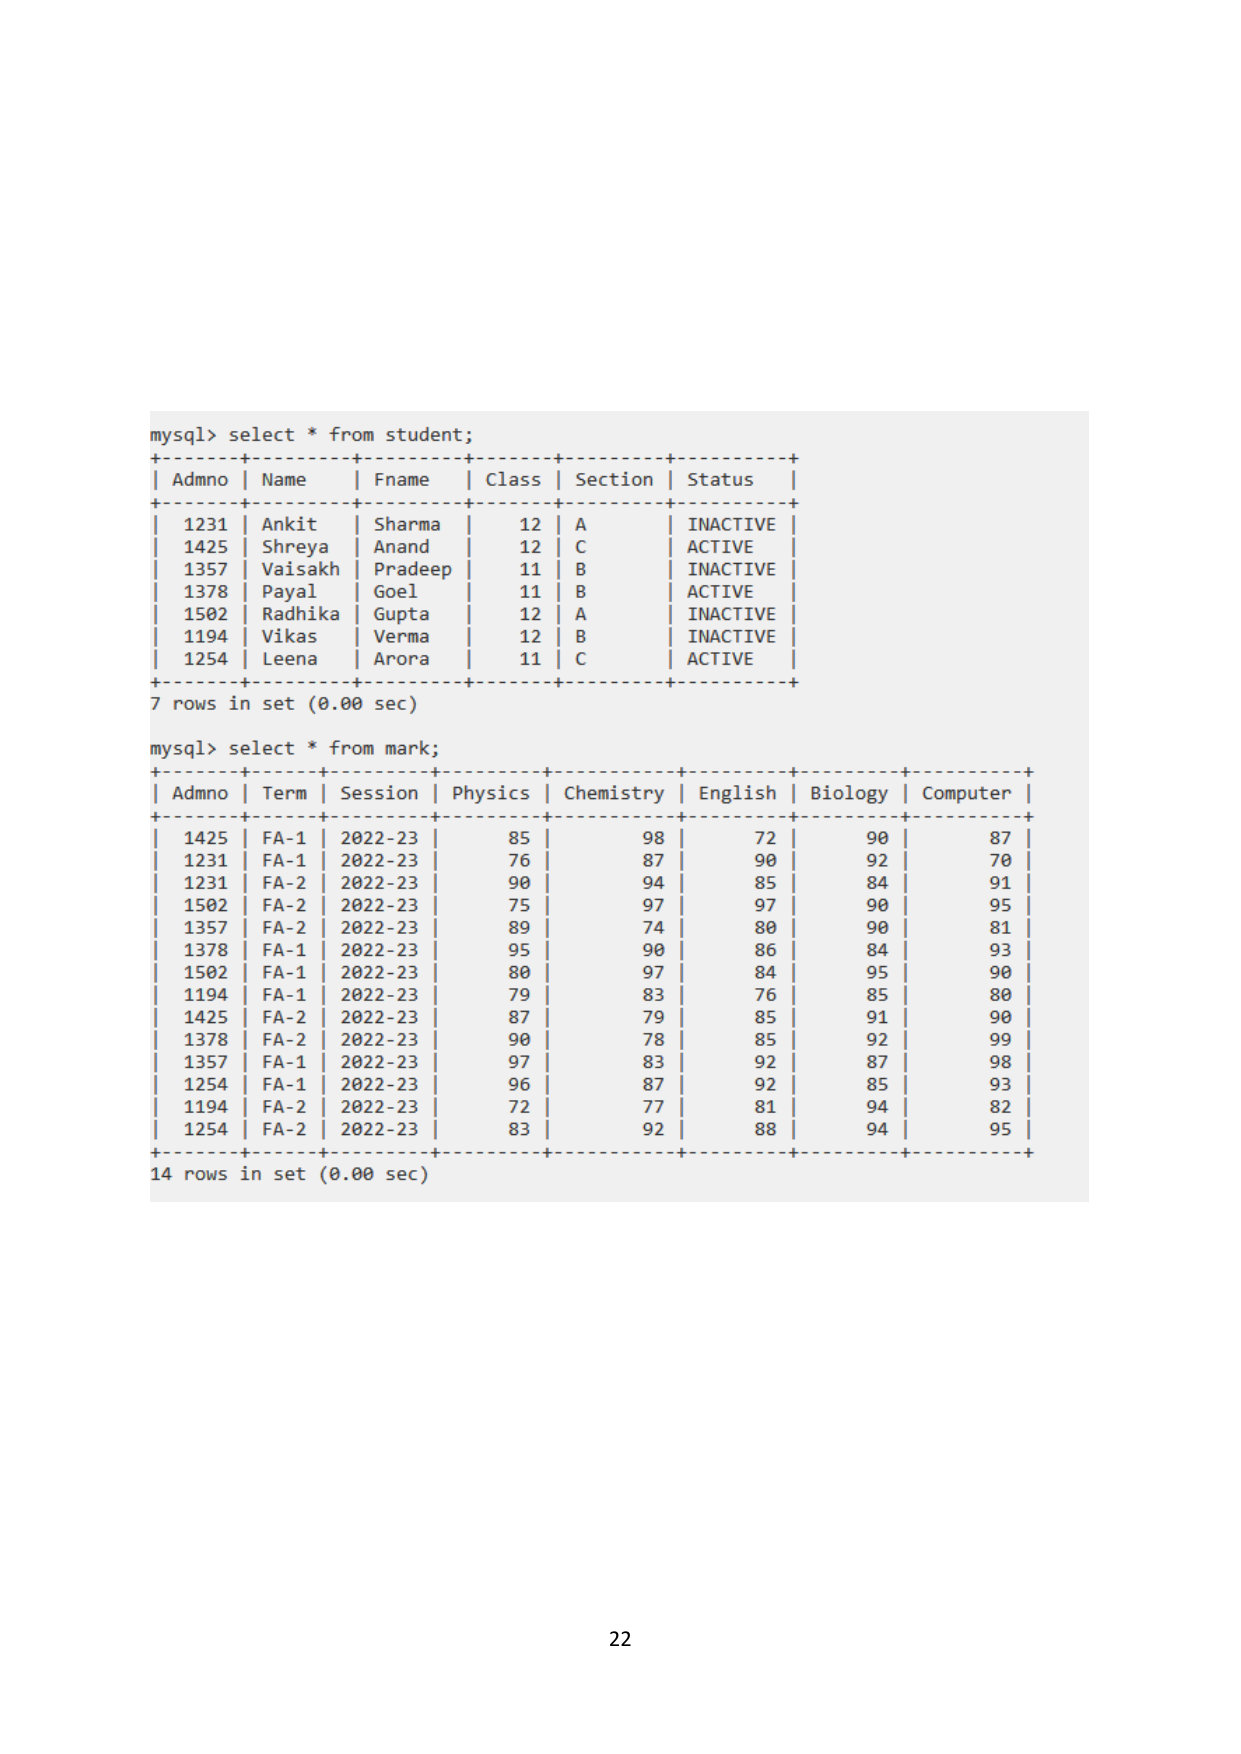 mysql> select * from student;
+-------+---------+---------+-------+---------+----------+
| Admno | Name    | Fname   | Class | Section | Status   |
+-------+---------+---------+-------+---------+----------+
|  1231 | Ankit   | Sharma  |    12 | A       | INACTIVE |
|  1425 | Shreya  | Anand   |    12 | C       | ACTIVE   |
|  1357 | Vaisakh | Pradeep |    11 | B       | INACTIVE |
|  1378 | Payal   | Goel    |    11 | B       | ACTIVE   |
|  1502 | Radhika | Gupta   |    12 | A       | INACTIVE |
|  1194 | Vikas   | Verma   |    12 | B       | INACTIVE |
|  1254 | Leena   | Arora   |    11 | C       | ACTIVE   |
+-------+---------+---------+-------+---------+----------+
7 rows in set (0.00 sec)
mysql> select * from mark;
+-------+------+---------+---------+-----------+---------+---------+----------+
| Admno | Term | Session | Physics | Chemistry | English | Biology | Computer |
+-------+------+---------+---------+-----------+---------+---------+----------+
|  1425 | FA-1 | 2022-23 |      85 |        98 |      72 |      90 |       87 |
|  1231 | FA-1 | 2022-23 |      76 |        87 |      90 |      92 |       70 |
|  1231 | FA-2 | 2022-23 |      90 |        94 |      85 |      84 |       91 |
|  1502 | FA-2 | 2022-23 |      75 |        97 |      97 |      90 |       95 |
|  1357 | FA-2 | 2022-23 |      89 |        74 |      80 |      90 |       81 |
|  1378 | FA-1 | 2022-23 |      95 |        90 |      86 |      84 |       93 |
|  1502 | FA-1 | 2022-23 |      80 |        97 |      84 |      95 |       90 |
|  1194 | FA-1 | 2022-23 |      79 |        83 |      76 |      85 |       80 |
|  1425 | FA-2 | 2022-23 |      87 |        79 |      85 |      91 |       90 |
|  1378 | FA-2 | 2022-23 |      90 |        78 |      85 |      92 |       99 |
|  1357 | FA-1 | 2022-23 |      97 |        83 |      92 |      87 |       98 |
|  1254 | FA-1 | 2022-23 |      96 |        87 |      92 |      85 |       93 |
|  1194 | FA-2 | 2022-23 |      72 |        77 |      81 |      94 |       82 |
|  1254 | FA-2 | 2022-23 |      83 |        92 |      88 |      94 |       95 |
+-------+------+---------+---------+-----------+---------+---------+----------+
14 rows in set (0.00 sec)
22